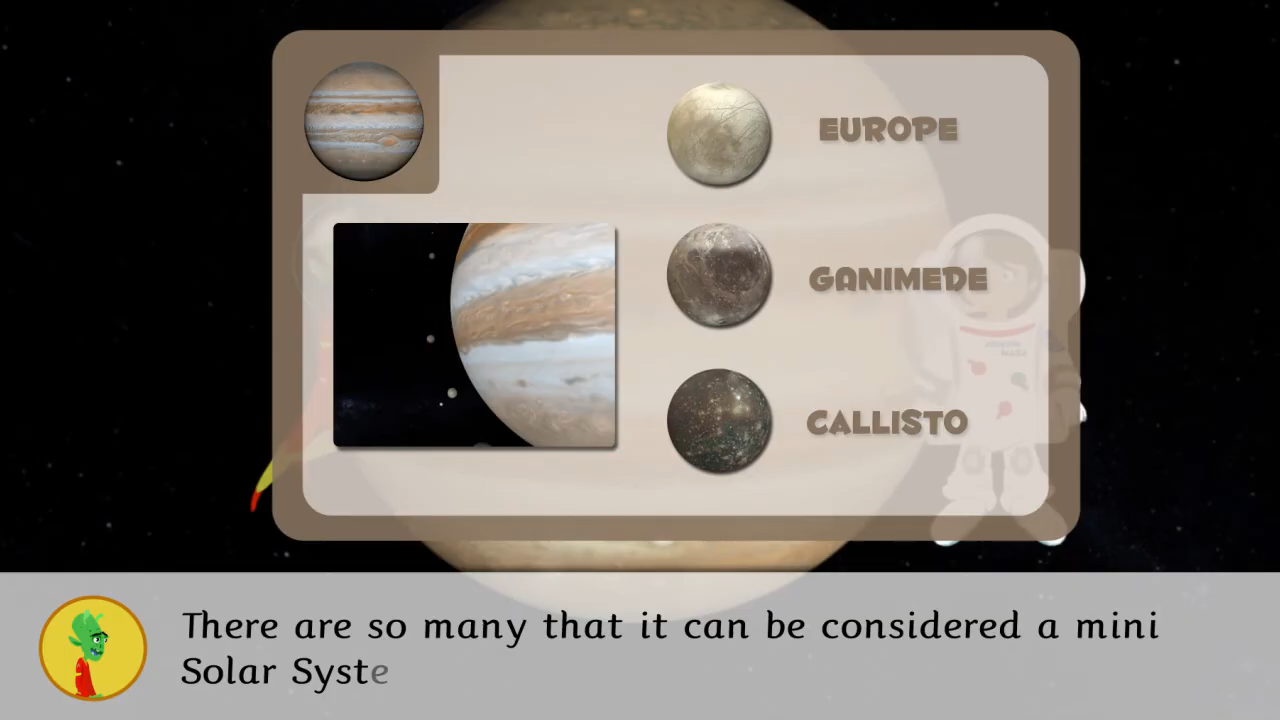 EUROPE
GANIMEDE
CALLISTO
There are so many that it can be considered a mini
Solar Syste